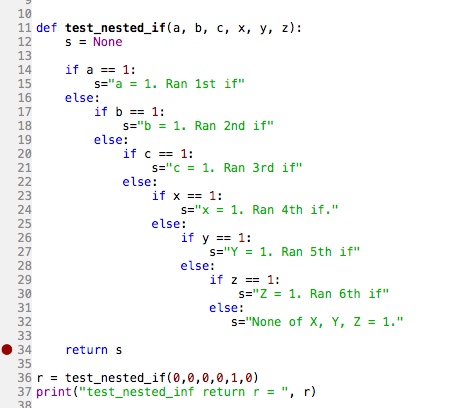 10
11 def test_nested_if(a, b, c, x, y, z):
12     s = None
13
14     if a == 1:
15         s="a = 1. Ran 1st if"
16     else:
17         if b == 1:
18             s="b = 1. Ran 2nd if"
19         else:
20             if c == 1:
21                 s="c = 1. Ran 3rd if"
22             else:
23                 if x == 1:
24                     s="x = 1. Ran 4th if."
25                 else:
26                     if y == 1:
27                         s="Y = 1. Ran 5th if"
28                     else:
29                         if z == 1:
30                             s="Z = 1. Ran 6th if"
31                         else:
32                            s="None of X, Y, Z = 1."
33
34     return s
35
36 r = test_nested_if(0,0,0,0,1,0)
37 print("test_nested_inf return r = ", r)
38